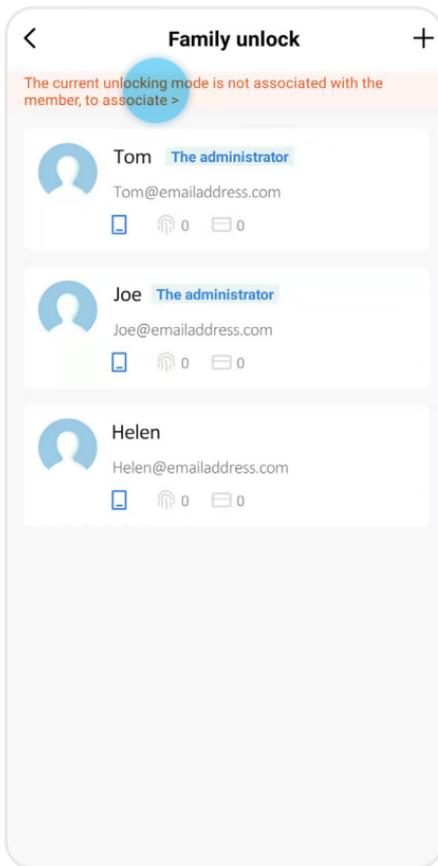 Family unlock
The current unlocking mode is not associated with the
member, to associate >
Tom The administrator
Tom@emailaddress.com
0 0
Joe The administrator
Joe@emailaddress.com
0 0
Helen
Helen@emailaddress.com
0 0